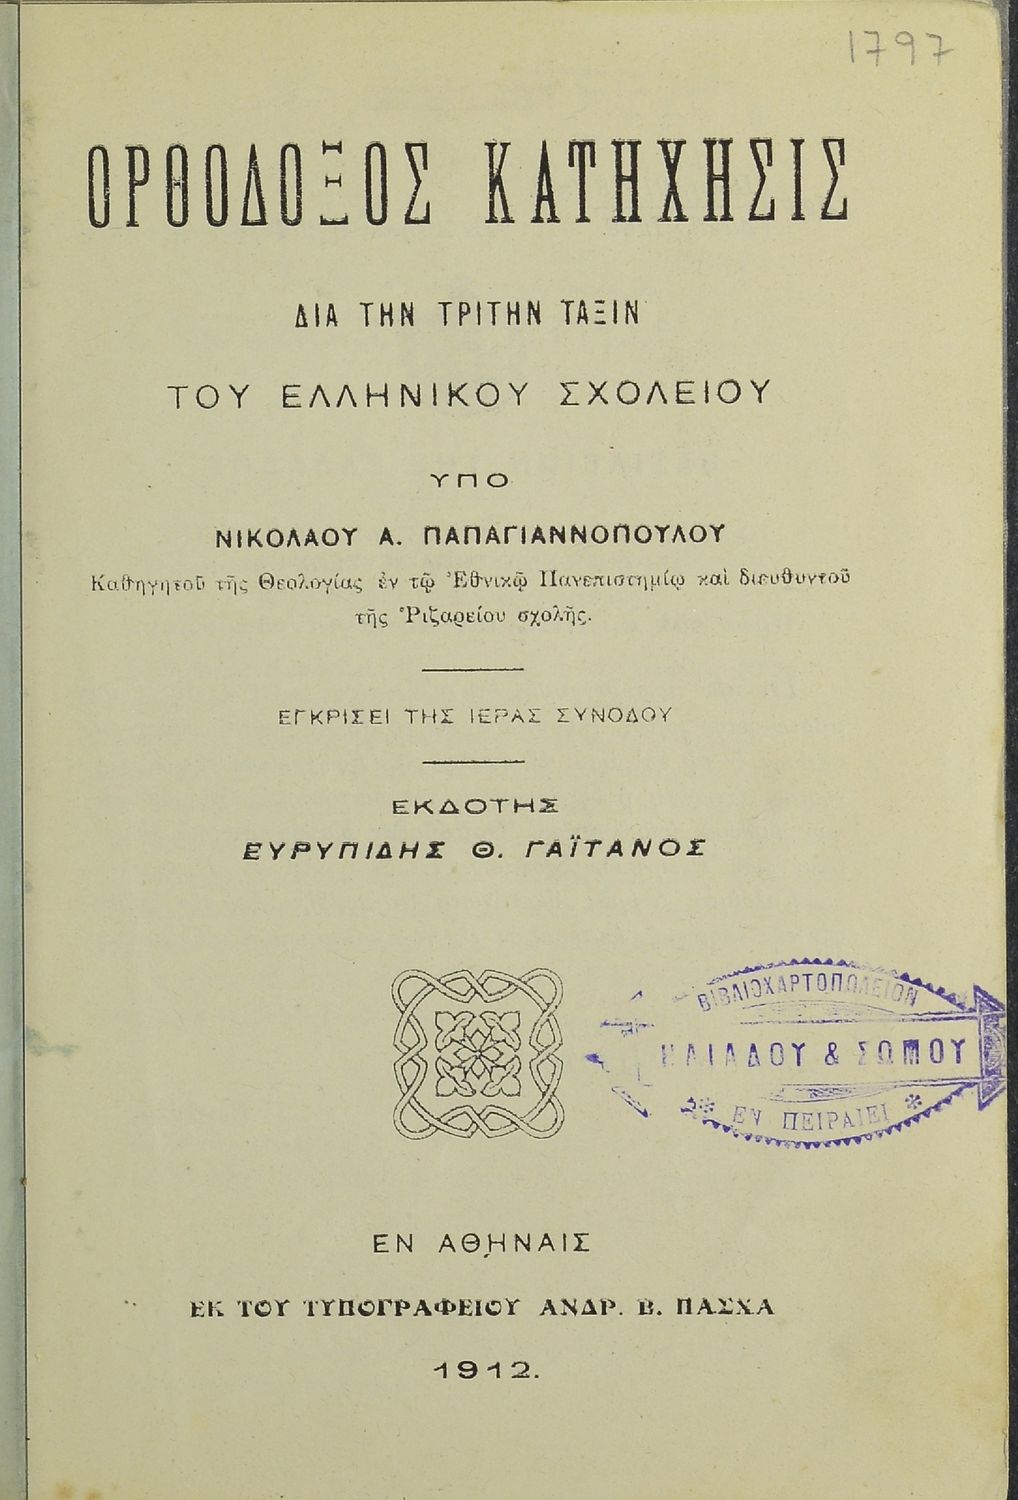 1797
ΟΡΘΟΔΟΞΟΣ ΚΑΤΗΧΗΣΙΣ
ΔΙΑ ΤΗΝ ΤΡΙΤΗΝ ΤΑΞΙΝ
ΤΟΥ ΕΛΛΗΝΙΚΟΥ ΣΧΟΛΕΙΟΥ
ΥΠΟ
ΝΙΚΟΛΑΟΥ Α. ΠΑΠΑΓΙΑΝΝΟΠΟΥΛΟΥ
Καθηγητοῦ τῆς Θεολογίας ἐν τῷ Ἐθνικῷ Πανεπιστημίῳ καὶ διευθυντοῦ
τῆς Ῥιζαρείου σχολῆς.
ΕΓΚΡΙΣΕΙ ΤΗΣ ΙΕΡΑΣ ΣΥΝΟΔΟΥ
ΕΚΔΟΤΗΣ
ΕΥΡΥΠΙΔΗΣ Θ. ΓΑΪΤΑΝΟΣ
ΒΙΒΛΙΟΧΑΡΤΟΠΩΛΕΙΟΝ
ΗΛΙΑΔΟΥ & ΣΩΜΟΥ
* ΕΝ ΠΕΙΡΑΙΕΙ *
ΕΝ ΑΘΗΝΑΙΣ
ΕΚ ΤΟΥ ΤΥΠΟΓΡΑΦΕΙΟΥ ΑΝΔΡ. Β. ΠΑΣΧΑ
1912.